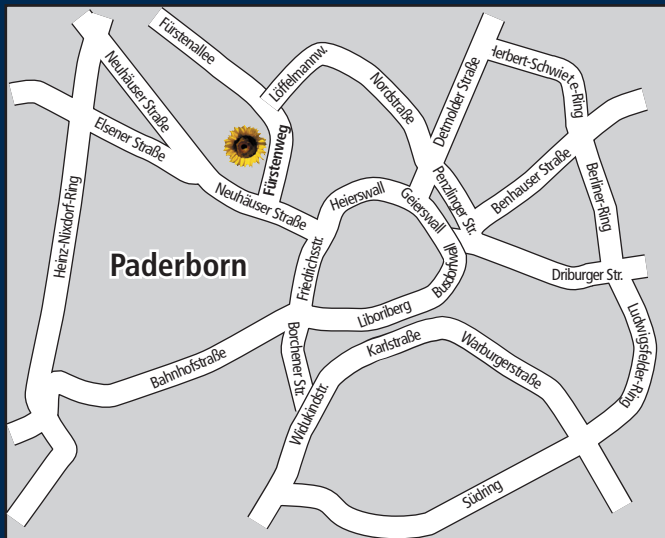 Fürstenallee
Neuhäuser Straße
Löffelmannw.
Nordstraße
Detmolder Straße
Herbert-Schwiete-Ring
Elsener Straße
Fürstenweg
Penzlinger Str.
Benhauser Straße
Berliner-Ring
Neuhäuser Straße
Heierswall
Geierswall
Heinz-Nixdorf-Ring
Paderborn
Friedrichsstr.
Busdorfwall
Driburger Str.
Liboriberg
Ludwigsfelder-Ring
Bahnhofstraße
Borchener Str.
Karlstraße
Warburgerstraße
Widukindstr.
Südring